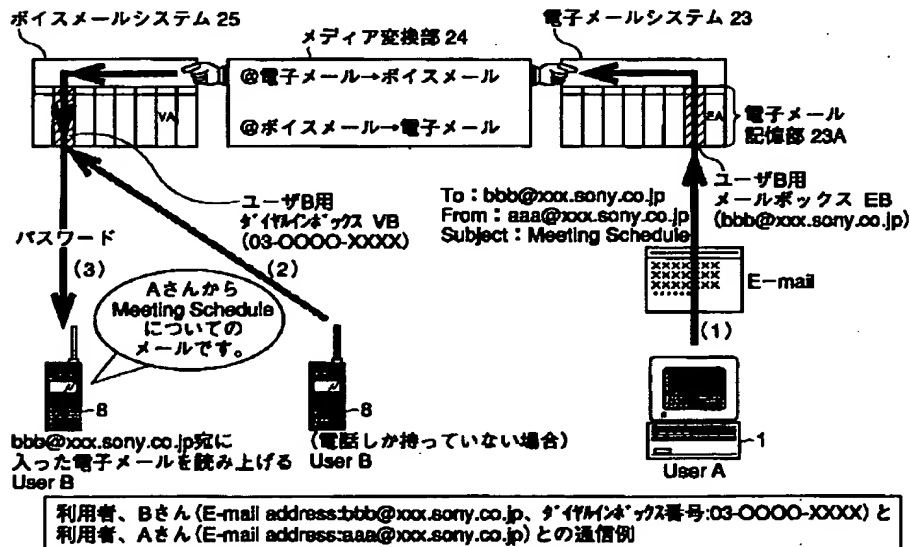 ボイスメールシステム 25
メディア変換部 24
電子メールシステム 23
@電子メール→ボイスメール
@ボイスメール→電子メール
VA
EA
電子メール
記憶部 23A
ユーザB用
ダイヤルインボックス VB
(03-OOOO-XXXX)
To：bbb@xxx.sony.co.jp
From：aaa@xxx.sony.co.jp
Subject：Meeting Schedule
ユーザB用
メールボックス EB
(bbb@xxx.sony.co.jp)
パスワード
(3)
(2)
Aさんから
Meeting Schedule
についての
メールです。
XXXXXXX
XXXXXXX
XXXXXXX
E-mail
(1)
8
8
1
bbb@xxx.sony.co.jp宛に
入った電子メールを読み上げる
User B
(電話しか持っていない場合)
User B
User A
利用者、Bさん(E-mail address:bbb@xxx.sony.co.jp、ダイヤルインボックス番号:03-OOOO-XXXX)と
利用者、Aさん(E-mail address:aaa@xxx.sony.co.jp)との通信例